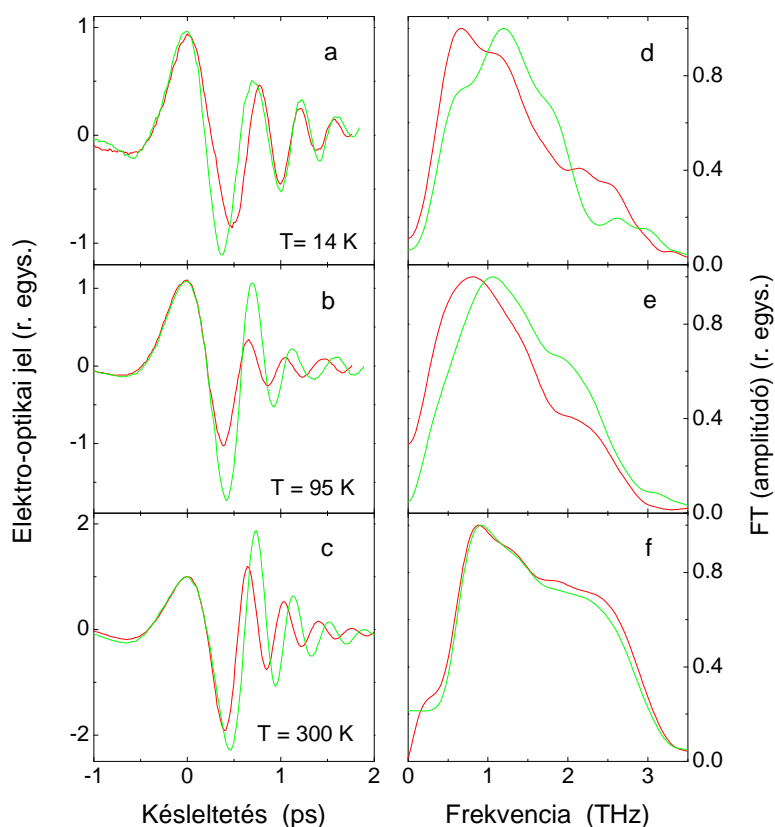 Elektro-optikai jel (r. egys.)
a
1
0
-1
T= 14 K
b
1
0
-1
T = 95 K
c
2
0
-2
T = 300 K
-1
0
1
2
Késleltetés (ps)
d
0.8
0.4
0.0
e
0.8
0.4
0.0
f
0.8
0.4
0.0
0
1
2
3
Frekvencia (THz)
FT (amplítúdó) (r. egys.)